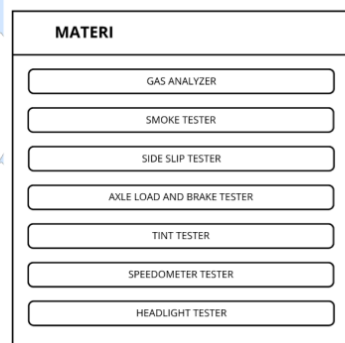 MATERI
GAS ANALYZER
SMOKE TESTER
SIDE SLIP TESTER
AXLE LOAD AND BRAKE TESTER
TINT TESTER
SPEEDOMETER TESTER
HEADLIGHT TESTER